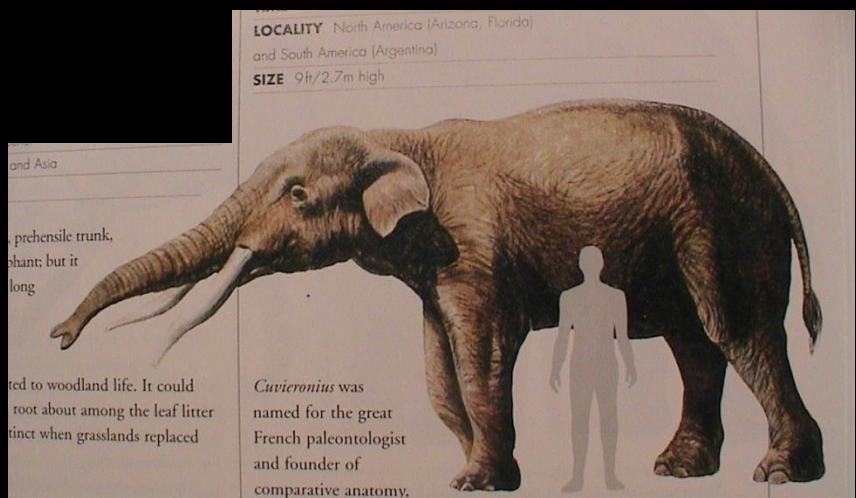 LOCALITY North America (Arizona, Florida)
and South America (Argentina)
SIZE 9ft/2.7m high
and Asia
, prehensile trunk,
phant; but it
long
ted to woodland life. It could
root about among the leaf litter
tinct when grasslands replaced
Cuvieronius was
named for the great
French paleontologist
and founder of
comparative anatomy,